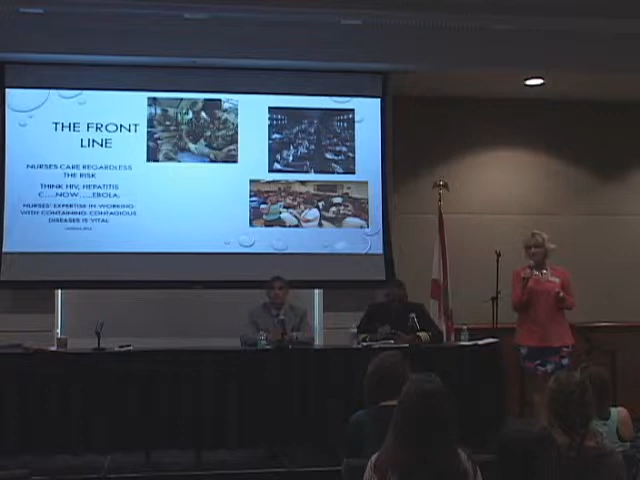 THE FRONT
LINE
NURSES CARE REGARDLESS
THE RISK
THINK HIV, HEPATITIS
C.....NOW.....EBOLA.
NURSES' EXPERTISE IN WORKING
WITH CONTAINING CONTAGIOUS
DISEASES IS VITAL